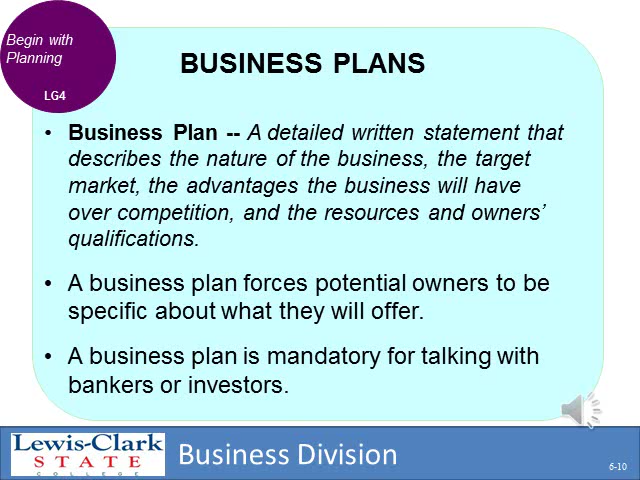 Begin with
Planning
LG4
BUSINESS PLANS
• Business Plan -- A detailed written statement that
describes the nature of the business, the target
market, the advantages the business will have
over competition, and the resources and owners’
qualifications.
• A business plan forces potential owners to be
specific about what they will offer.
• A business plan is mandatory for talking with
bankers or investors.
Lewis-Clark
STATE
COLLEGE
Business Division
6-10